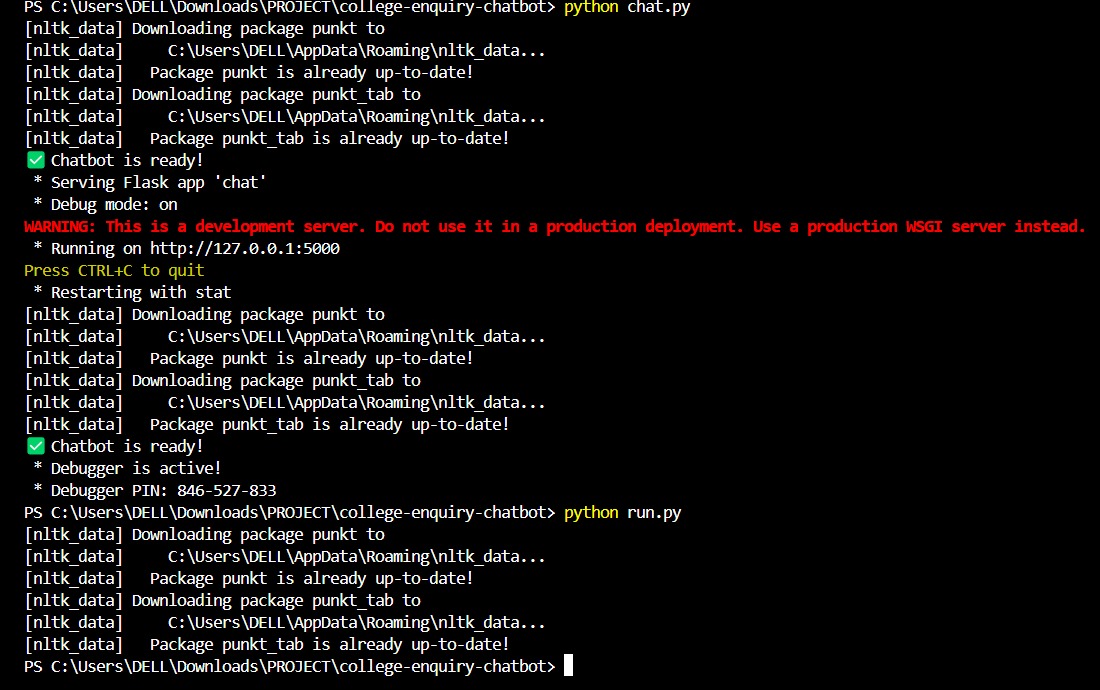 PS C:\Users\DELL\Downloads\PROJECT\college-enquiry-chatbot> python chat.py
[nltk_data] Downloading package punkt to
[nltk_data]     C:\Users\DELL\AppData\Roaming\nltk_data...
[nltk_data]   Package punkt is already up-to-date!
[nltk_data] Downloading package punkt_tab to
[nltk_data]     C:\Users\DELL\AppData\Roaming\nltk_data...
[nltk_data]   Package punkt_tab is already up-to-date!
✅ Chatbot is ready!
 * Serving Flask app 'chat'
 * Debug mode: on
WARNING: This is a development server. Do not use it in a production deployment. Use a production WSGI server instead.
 * Running on http://127.0.0.1:5000
Press CTRL+C to quit
 * Restarting with stat
[nltk_data] Downloading package punkt to
[nltk_data]     C:\Users\DELL\AppData\Roaming\nltk_data...
[nltk_data]   Package punkt is already up-to-date!
[nltk_data] Downloading package punkt_tab to
[nltk_data]     C:\Users\DELL\AppData\Roaming\nltk_data...
[nltk_data]   Package punkt_tab is already up-to-date!
✅ Chatbot is ready!
 * Debugger is active!
 * Debugger PIN: 846-527-833
PS C:\Users\DELL\Downloads\PROJECT\college-enquiry-chatbot> python run.py
[nltk_data] Downloading package punkt to
[nltk_data]     C:\Users\DELL\AppData\Roaming\nltk_data...
[nltk_data]   Package punkt is already up-to-date!
[nltk_data] Downloading package punkt_tab to
[nltk_data]     C:\Users\DELL\AppData\Roaming\nltk_data...
[nltk_data]   Package punkt_tab is already up-to-date!
PS C:\Users\DELL\Downloads\PROJECT\college-enquiry-chatbot>